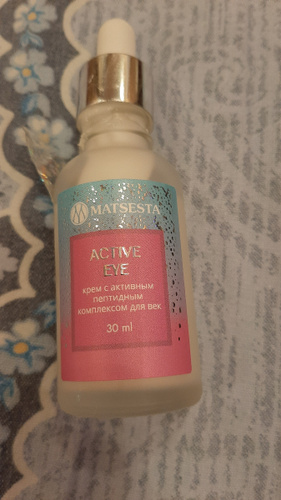 MATSESTA
ACTIVE
EYE
крем с активным
пептидным
комплексом для век
30 ml